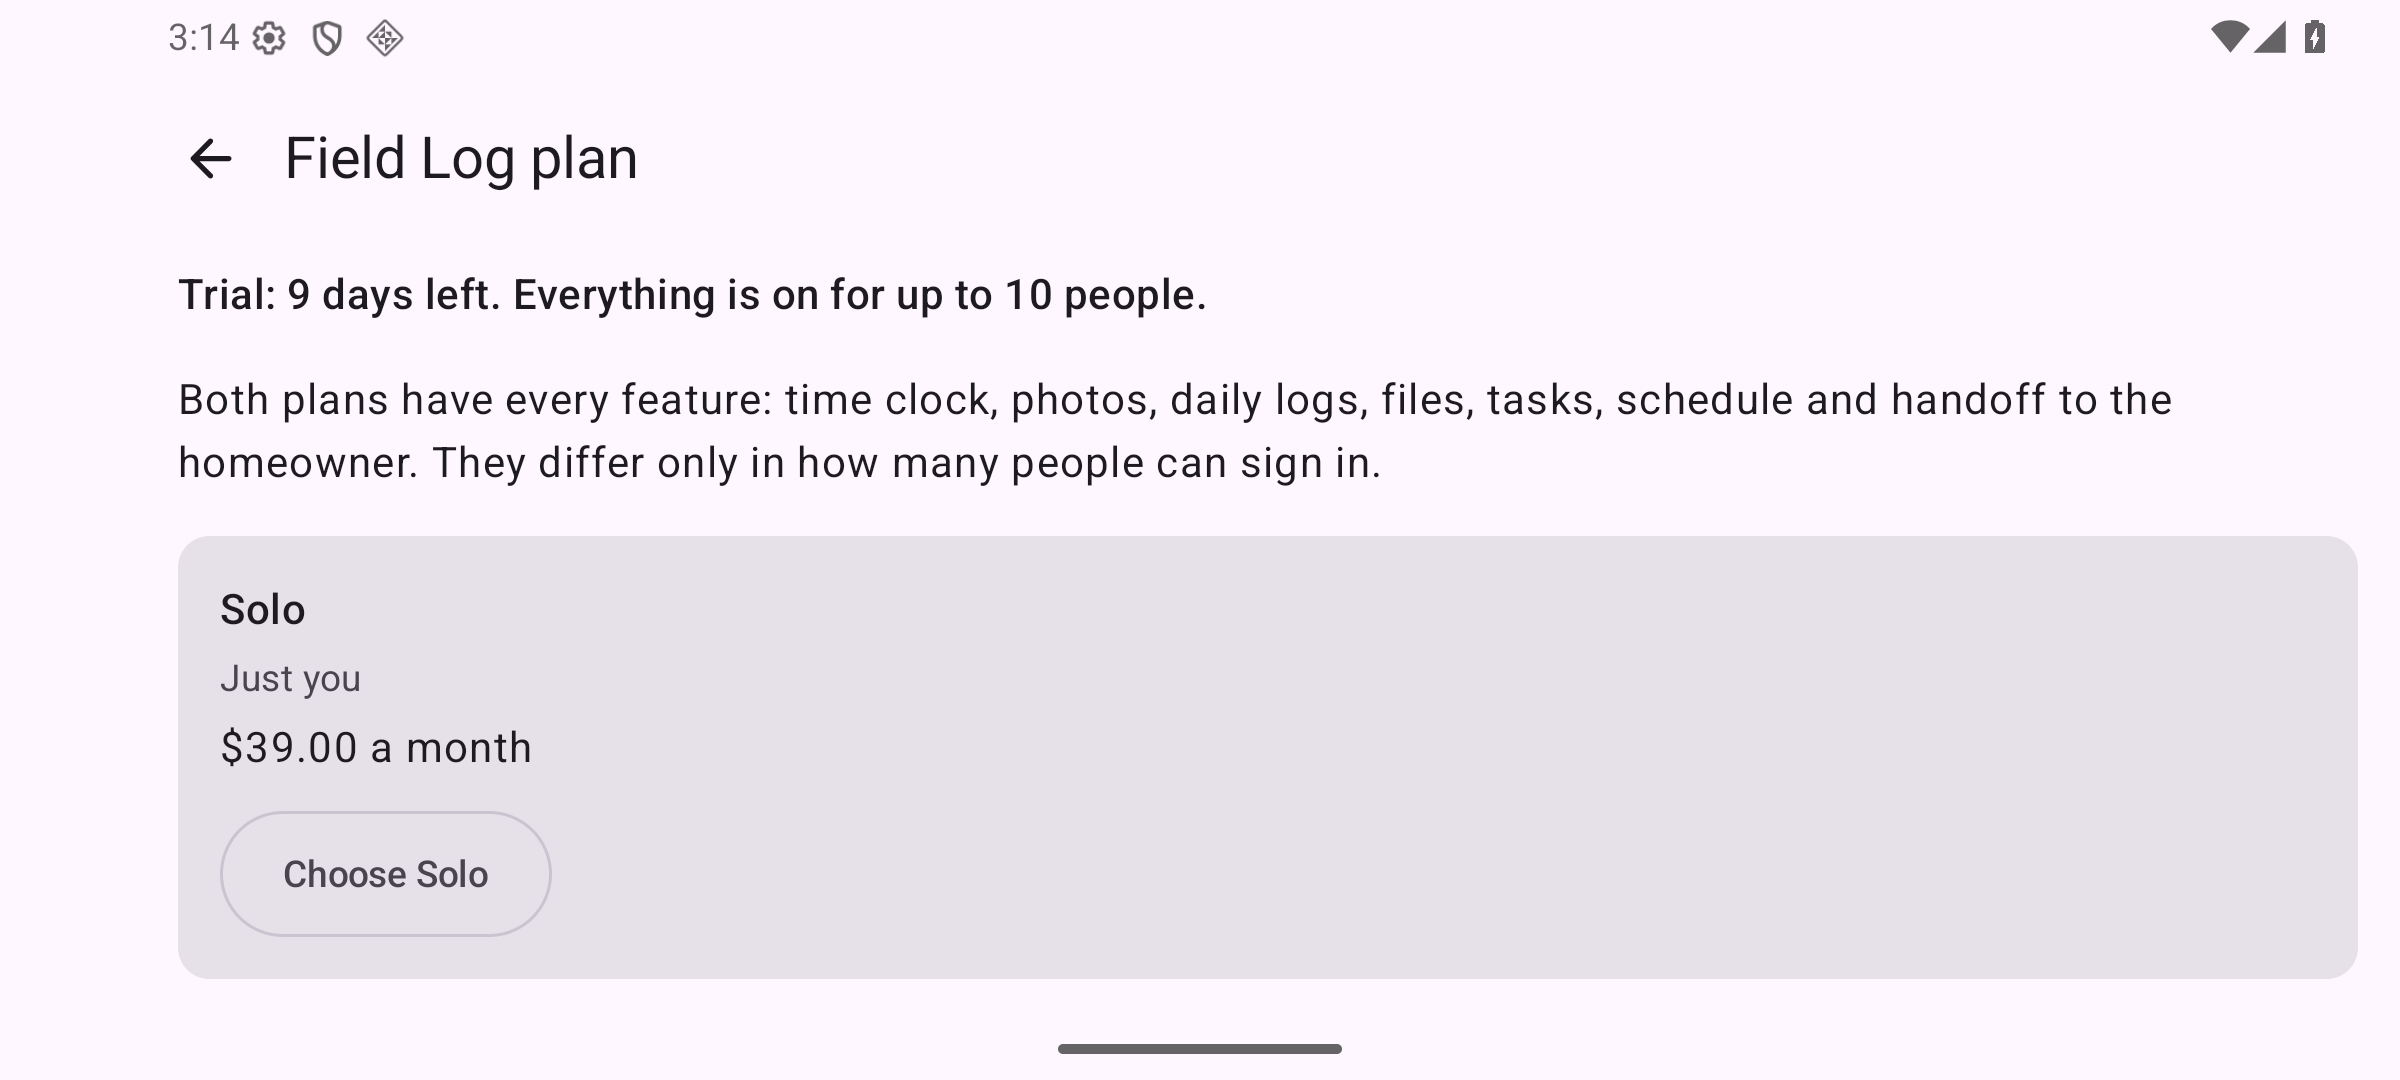 3:14
Field Log plan
Trial: 9 days left. Everything is on for up to 10 people.
Both plans have every feature: time clock, photos, daily logs, files, tasks, schedule and handoff to the
homeowner. They differ only in how many people can sign in.
Solo
Just you
$39.00 a month
Choose Solo